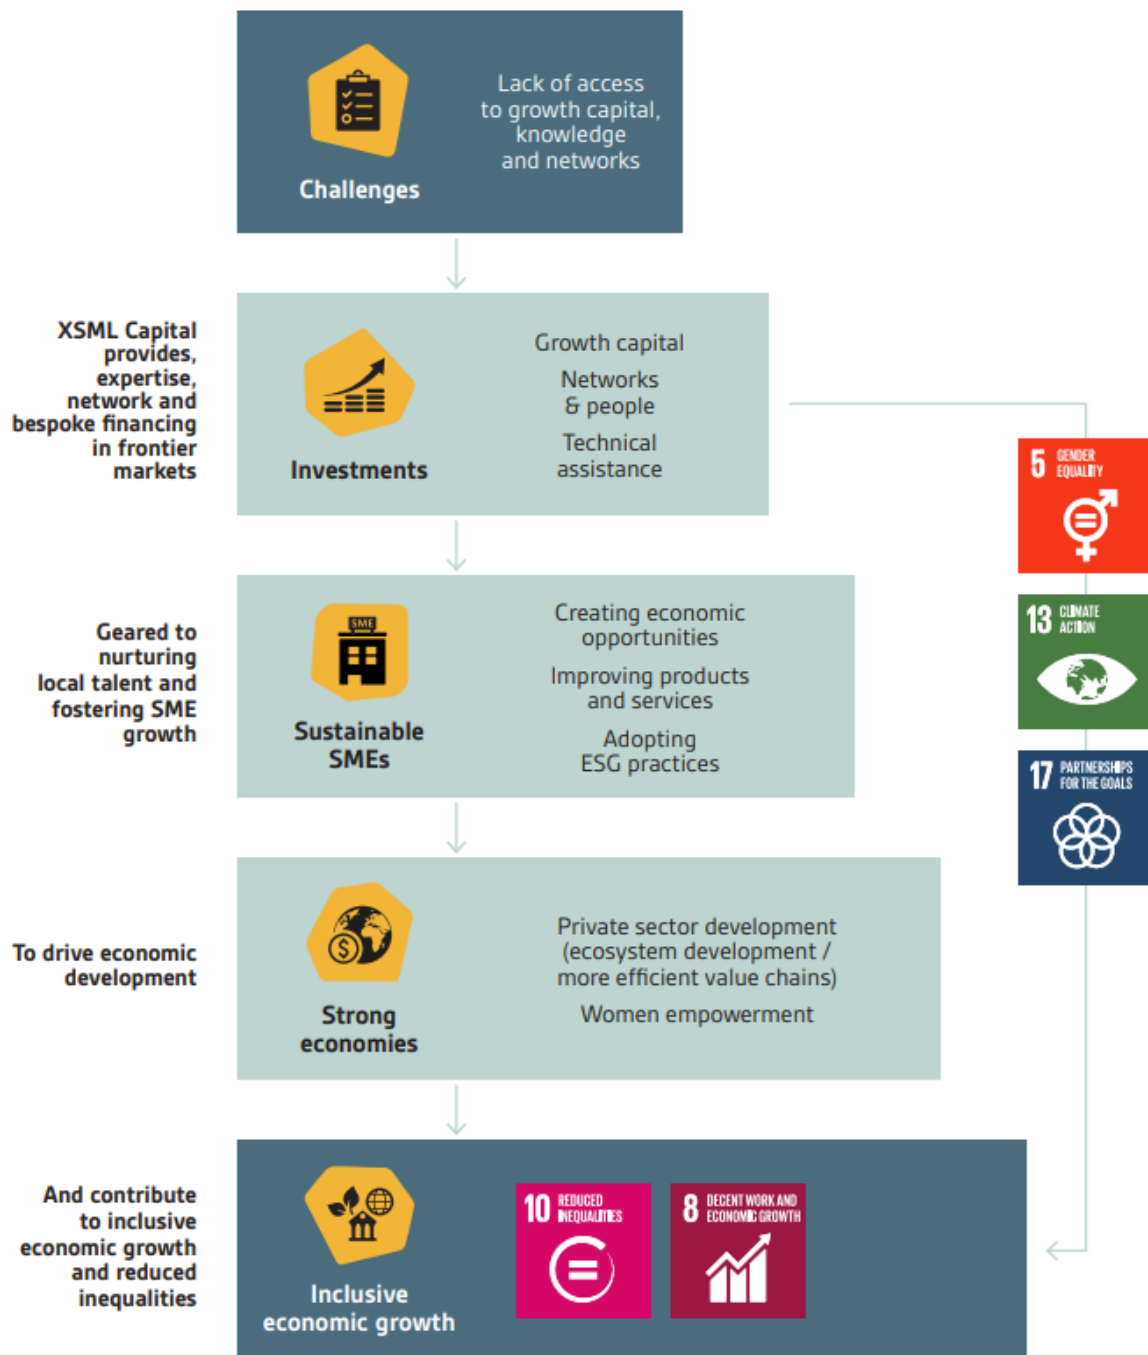 Lack of access
to growth capital,
knowledge
and networks
Challenges
XSML Capital
provides,
expertise,
network and
bespoke financing
in frontier
markets
Growth capital
Networks
& people
Technical
assistance
Investments
5 GENDER
EQUALITY
13 CLIMATE
ACTION
17 PARTNERSHIPS
FOR THE GOALS
Geared to
nurturing
local talent and
fostering SME
growth
SME
Sustainable
SMEs
Creating economic
opportunities
Improving products
and services
Adopting
ESG practices
To drive economic
development
$
Strong
economies
Private sector development
(ecosystem development /
more efficient value chains)
Women empowerment
And contribute
to inclusive
economic growth
and reduced
inequalities
Inclusive
economic growth
10 REDUCED
INEQUALITIES
8 DECENT WORK AND
ECONOMIC GROWTH